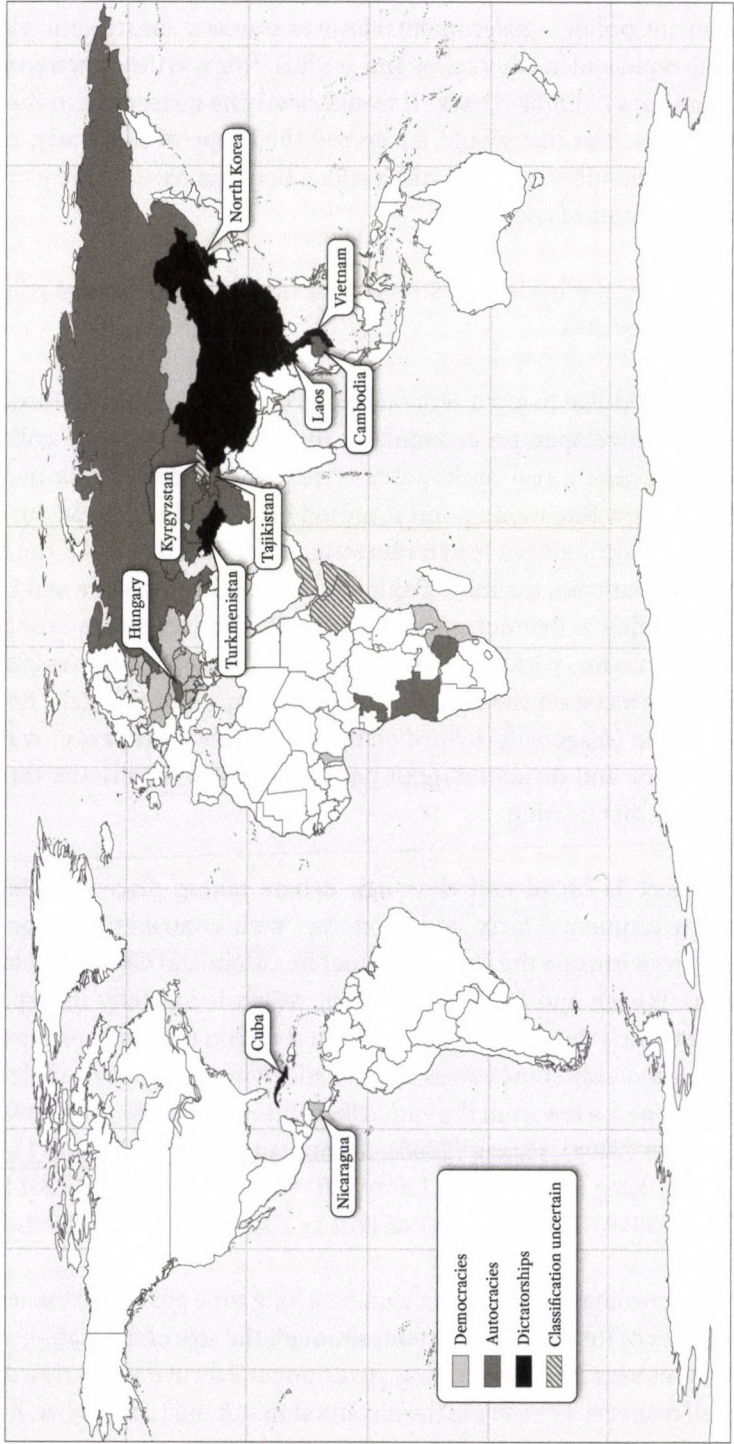 Hungary
Kyrgyzstan
North Korea
Turkmenistan
Tajikistan
Cuba
Laos
Vietnam
Nicaragua
Cambodia
Democracies
Autocracies
Dictatorships
Classification uncertain